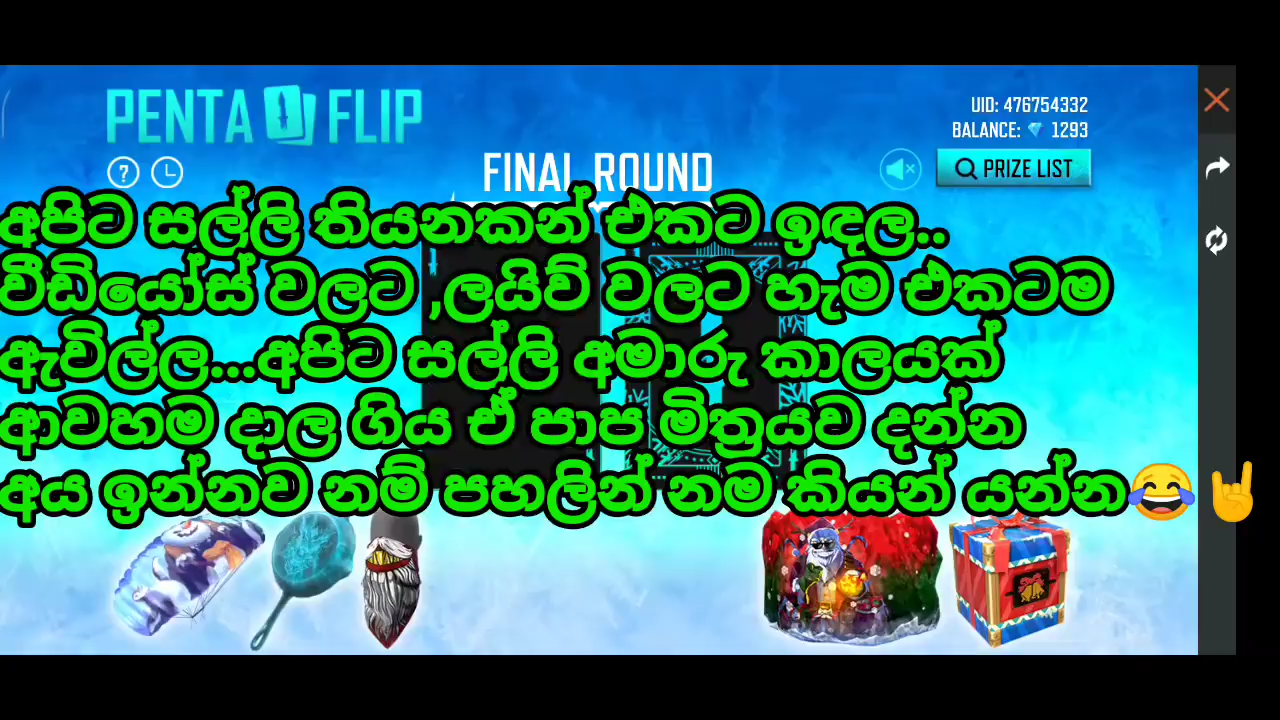 PENTA FLIP
UID: 476754332
BALANCE: 1293
? PRIZE LIST
FINAL ROUND
අපිට සල්ලි තියනකන් එකට ඉඳල..
වීඩියෝස් වලට ,ලයිව් වලට හැම එකටම
ඇවිල්ල...අපිට සල්ලි අමාරු කාලයක්
ආවහම දාල ගිය ඒ පාප මිත්‍රයව දන්න
අය ඉන්නව නම් පහලින් නම කියන් යන්න😂🤘